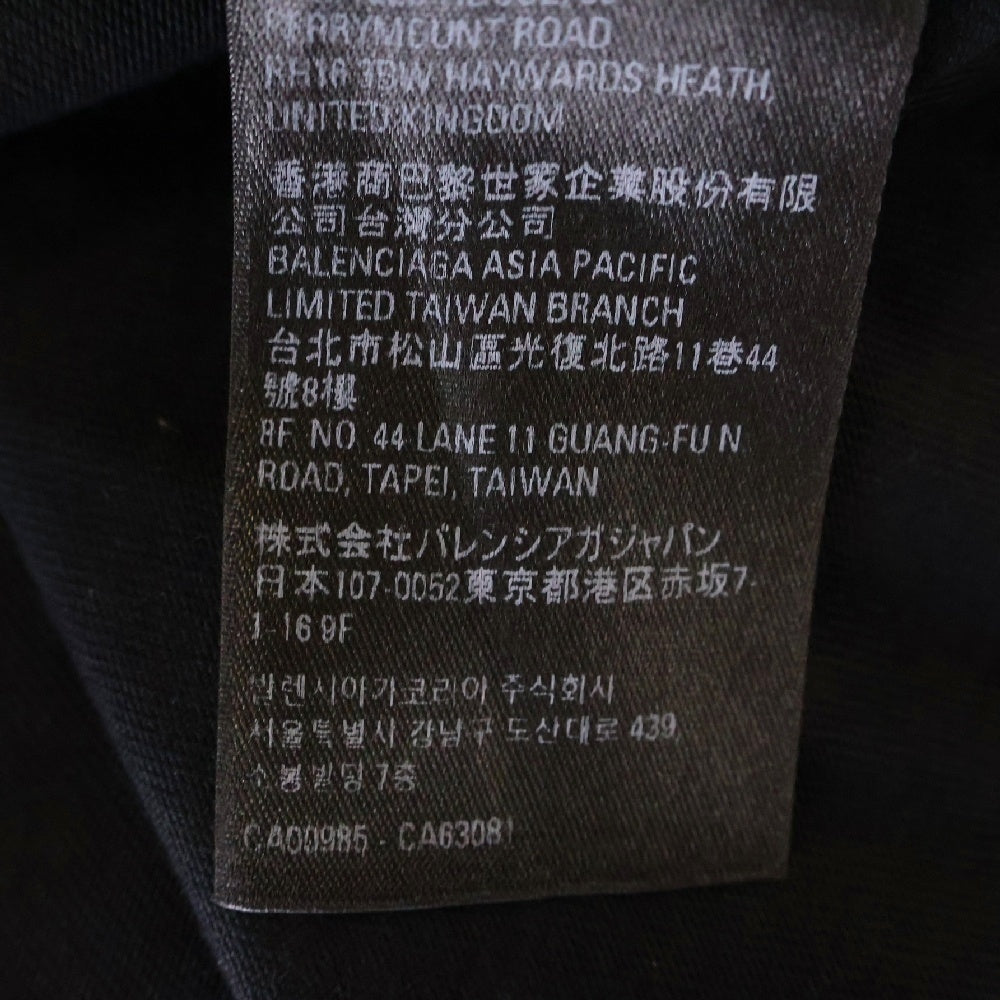 PERRYMOUNT ROAD
RH16 3BW HAYWARDS HEATH,
UNITED KINGDOM
香港商巴黎世家企業股份有限
公司台灣分公司
BALENCIAGA ASIA PACIFIC
LIMITED TAIWAN BRANCH
台北市松山區光復北路11巷44
號8樓
8F. NO. 44 LANE 11 GUANG-FU N.
ROAD, TAPEI, TAIWAN
株式会社バレンシアガジャパン
日本107-0052東京都港区赤坂7-
1-16 9F
발렌시아가코리아 주식회사
서울특별시 강남구 도산대로 439,
소봉빌딩 7층
CA00985 - CA63081